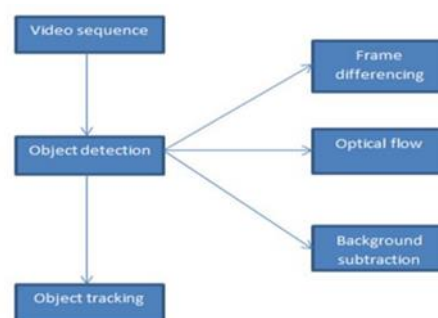 Video sequence
Frame
differencing
Object detection
Optical flow
Background
subtraction
Object tracking